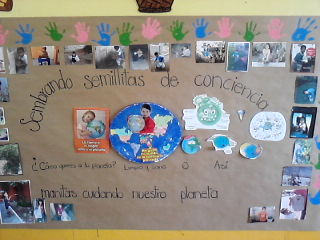 Sembrando semillitas de conciencia
¿Cómo quieres a tu planeta? Limpio y sano O Así
manitas cuidando nuestro planeta